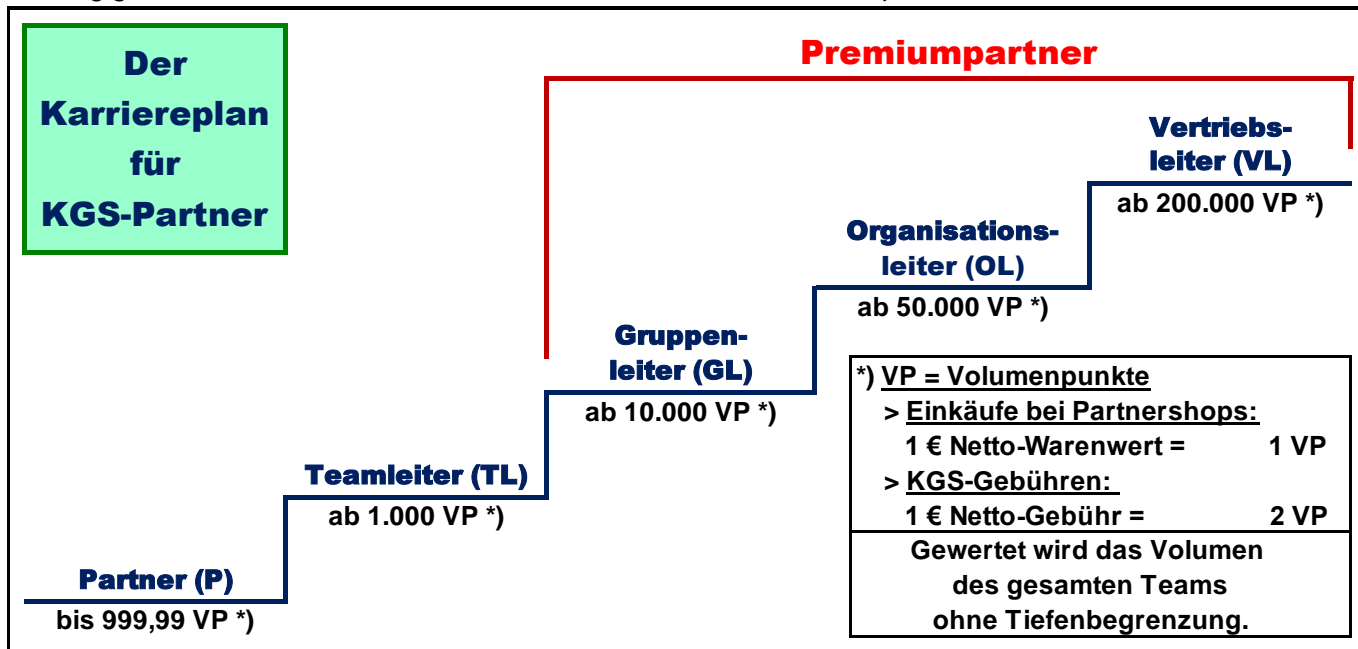 Der
Karriereplan
für
KGS-Partner
Premiumpartner
Vertriebs-
leiter (VL)
ab 200.000 VP *)
Organisations-
leiter (OL)
ab 50.000 VP *)
Gruppen-
leiter (GL)
ab 10.000 VP *)
Teamleiter (TL)
ab 1.000 VP *)
Partner (P)
bis 999,99 VP *)
*) VP = Volumenpunkte
> Einkäufe bei Partnershops:
1 € Netto-Warenwert = 1 VP
> KGS-Gebühren:
1 € Netto-Gebühr = 2 VP
Gewertet wird das Volumen
des gesamten Teams
ohne Tiefenbegrenzung.